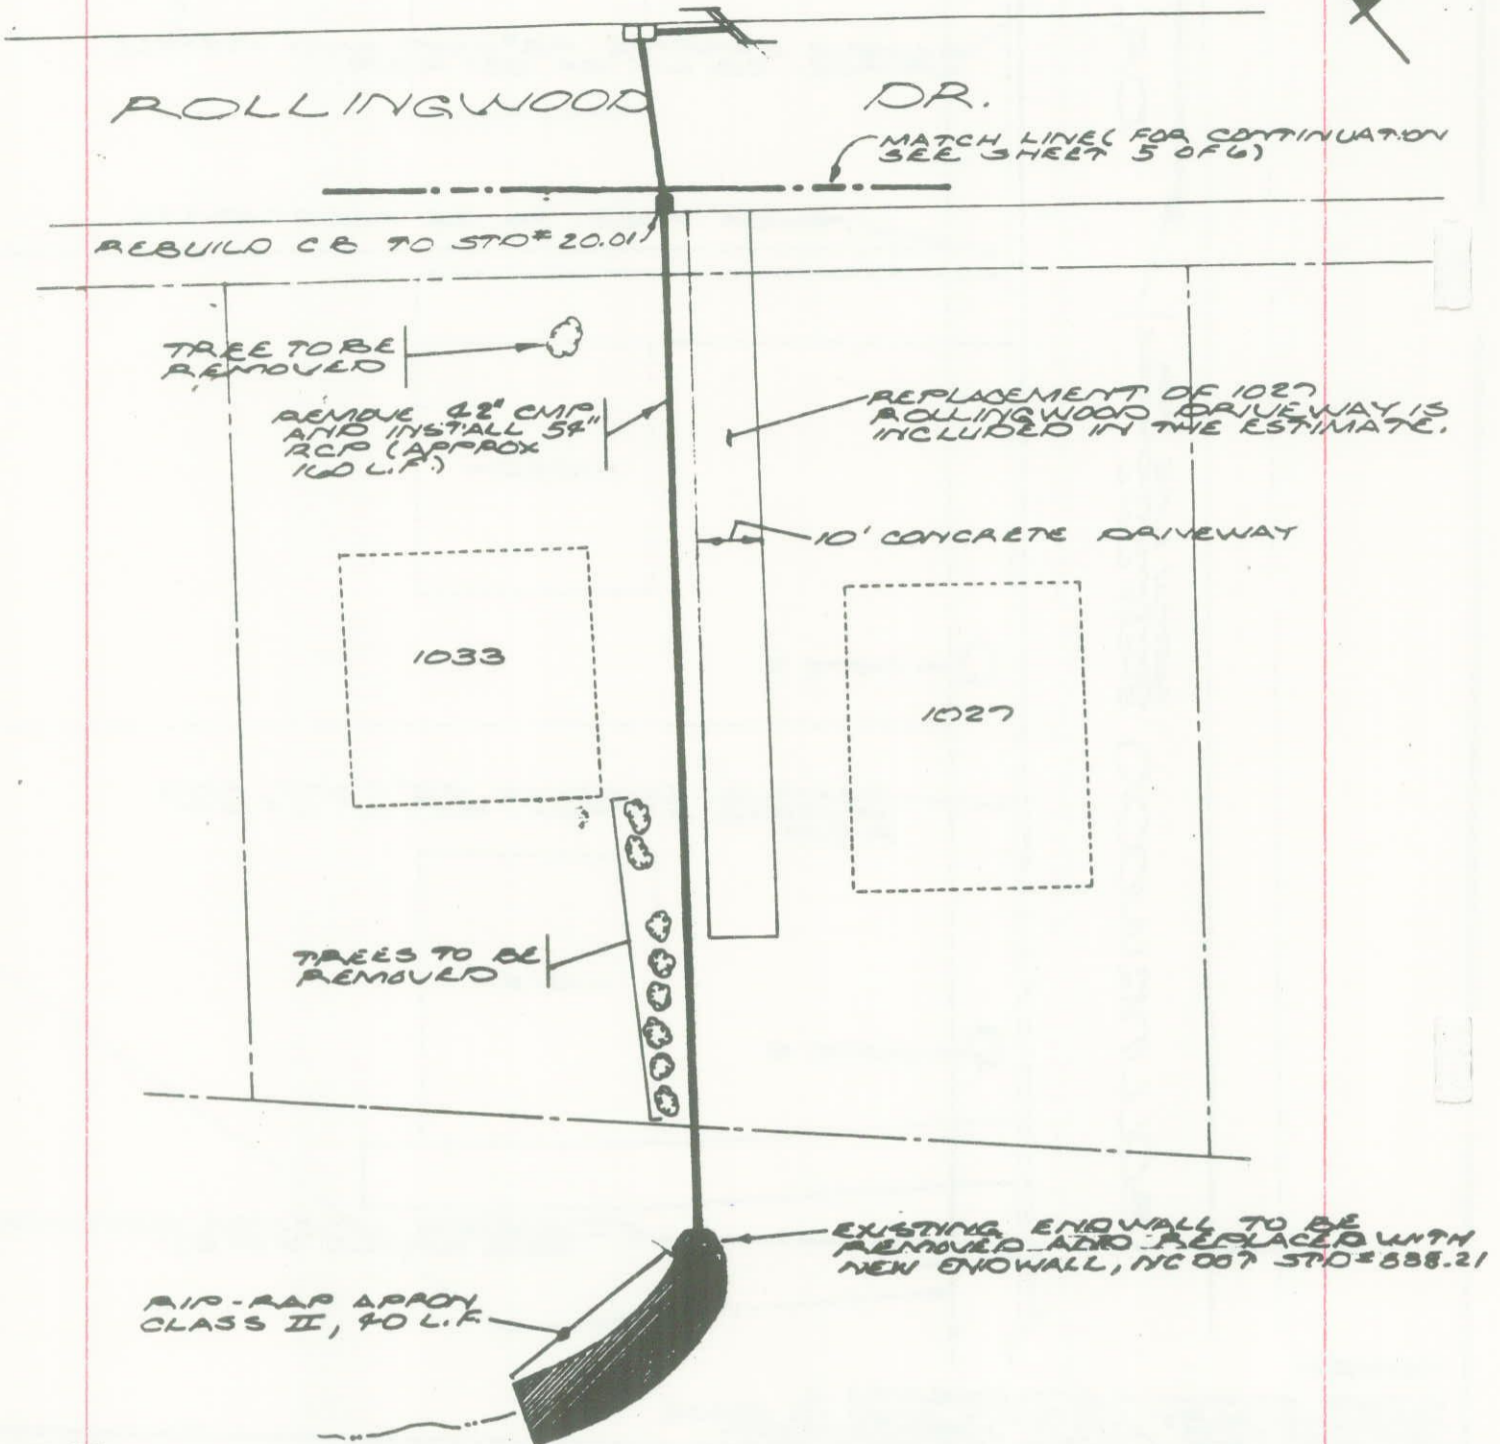 ROLLINGWOOD DR.
MATCH LINE( FOR CONTINUATION
SEE SHEET 5 OF 6)
REBUILD CB TO STD# 20.01
TREE TO BE
REMOVED
REMOVE 42" CMP
AND INSTALL 54"
RCP (APPROX
160 L.F.)
REPLACEMENT OF 1027
ROLLINGWOOD DRIVEWAY IS
INCLUDED IN THE ESTIMATE.
10' CONCRETE DRIVEWAY
1033
1027
TREES TO BE
REMOVED
EXISTING ENDWALL TO BE
REMOVED AND REPLACED WITH
NEW ENDWALL, NCDOT STD# 838.21
RIP-RAP APRON
CLASS II, 40 L.F.